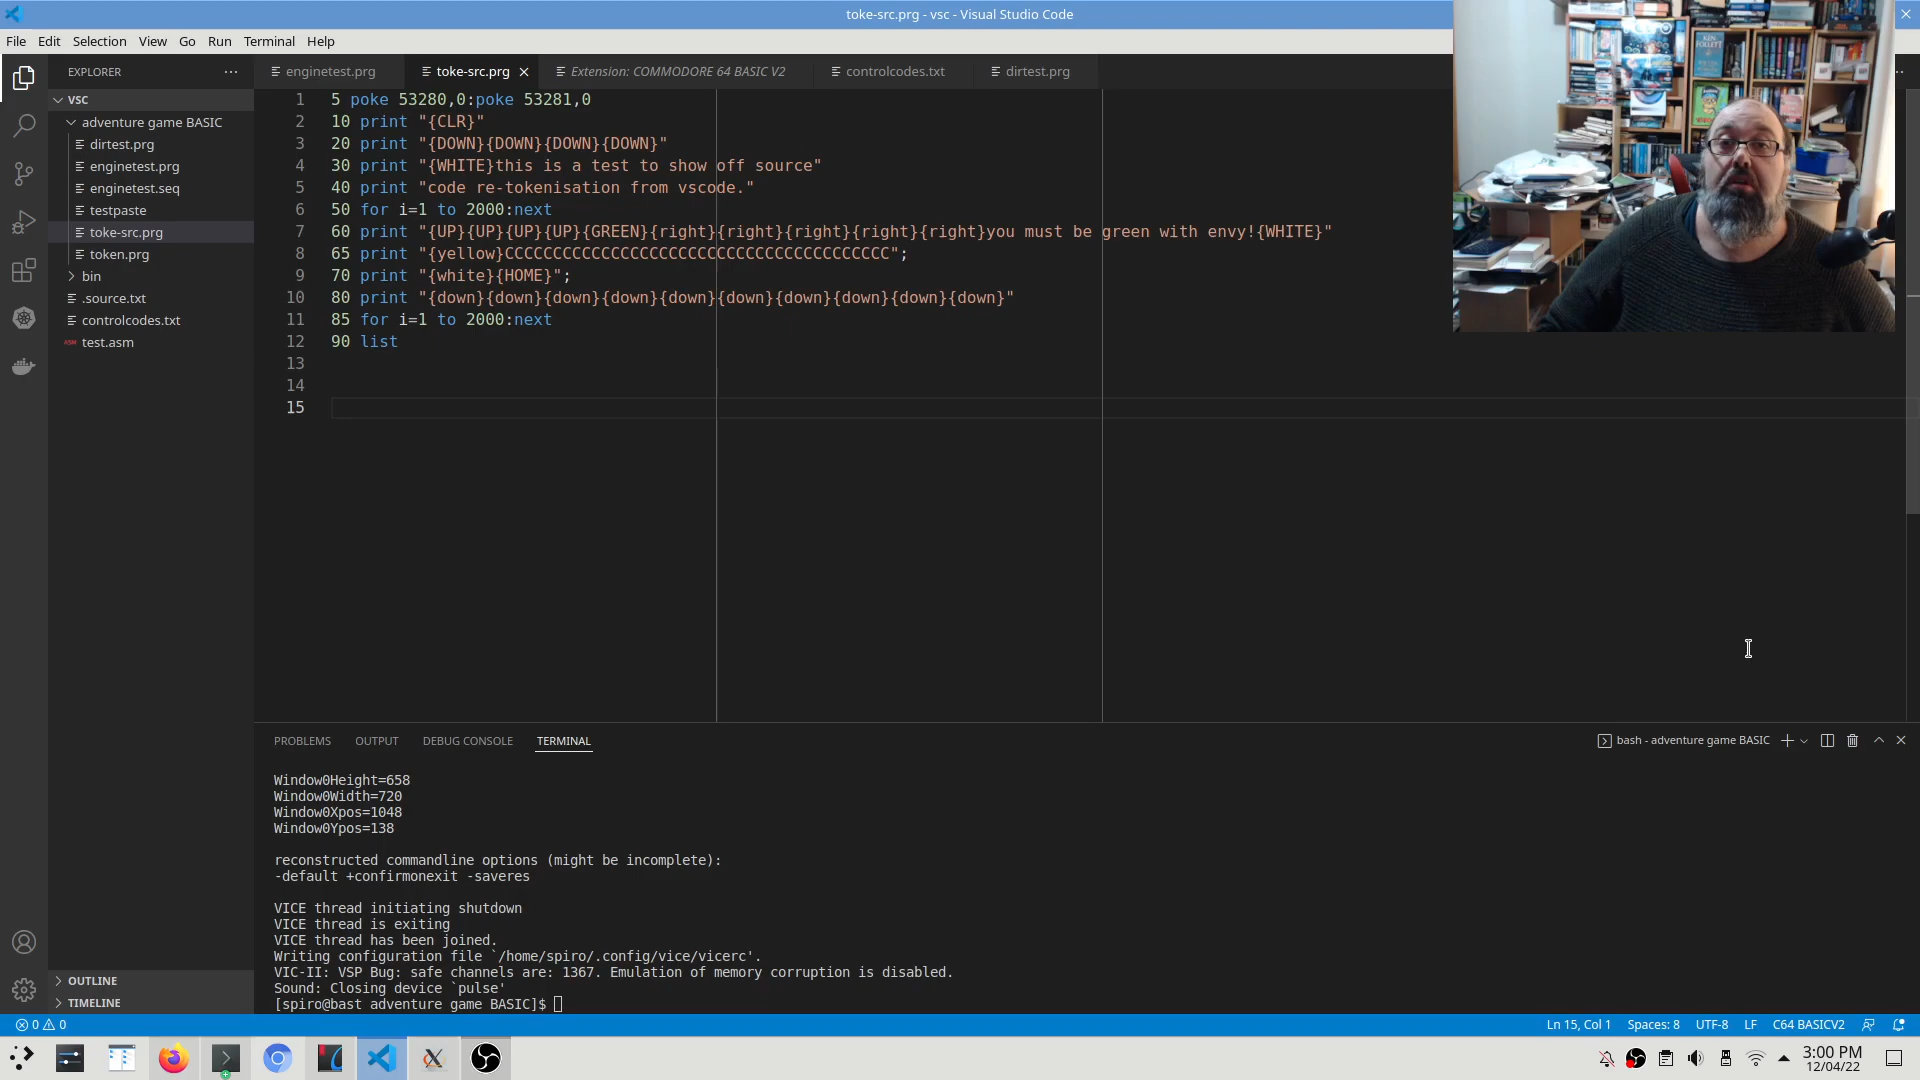 toke-src.prg - vsc - Visual Studio Code
File Edit Selection View Go Run Terminal Help
EXPLORER
enginetest.prg toke-src.prg Extension: COMMODORE 64 BASIC V2 controlcodes.txt dirtest.prg
VSC
adventure game BASIC
dirtest.prg
enginetest.prg
enginetest.seq
testpaste
toke-src.prg
token.prg
bin
.source.txt
controlcodes.txt
ASM test.asm
OUTLINE
TIMELINE
1 5 poke 53280,0:poke 53281,0
2 10 print "{CLR}"
3 20 print "{DOWN}{DOWN}{DOWN}{DOWN}"
4 30 print "{WHITE}this is a test to show off source"
5 40 print "code re-tokenisation from vscode."
6 50 for i=1 to 2000:next
7 60 print "{UP}{UP}{UP}{UP}{GREEN}{right}{right}{right}{right}{right}you must be green with envy!{WHITE}"
8 65 print "{yellow}CCCCCCCCCCCCCCCCCCCCCCCCCCCCCCCCCCCCCCCC";
9 70 print "{white}{HOME}";
10 80 print "{down}{down}{down}{down}{down}{down}{down}{down}{down}{down}"
11 85 for i=1 to 2000:next
12 90 list
13
14
15
KEN FOLLETT
PROBLEMS OUTPUT DEBUG CONSOLE TERMINAL
bash - adventure game BASIC
Window0Height=658
Window0Width=720
Window0Xpos=1048
Window0Ypos=138
reconstructed commandline options (might be incomplete):
-default +confirmonexit -saveres
VICE thread initiating shutdown
VICE thread is exiting
VICE thread has been joined.
Writing configuration file `/home/spiro/.config/vice/vicerc'.
VIC-II: VSP Bug: safe channels are: 1367. Emulation of memory corruption is disabled.
Sound: Closing device `pulse'
[spiro@bast adventure game BASIC]$
0 0
Ln 15, Col 1 Spaces: 8 UTF-8 LF C64 BASICV2
3:00 PM
12/04/22